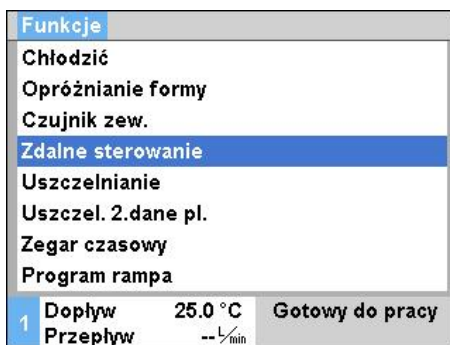 Funkcje
Chłodzić
Opróżnianie formy
Czujnik zew.
Zdalne sterowanie
Uszczelnianie
Uszczel. 2.dane pl.
Zegar czasowy
Program rampa
1 Dopływ 25.0 °C Gotowy do pracy
Przepływ -- L/min